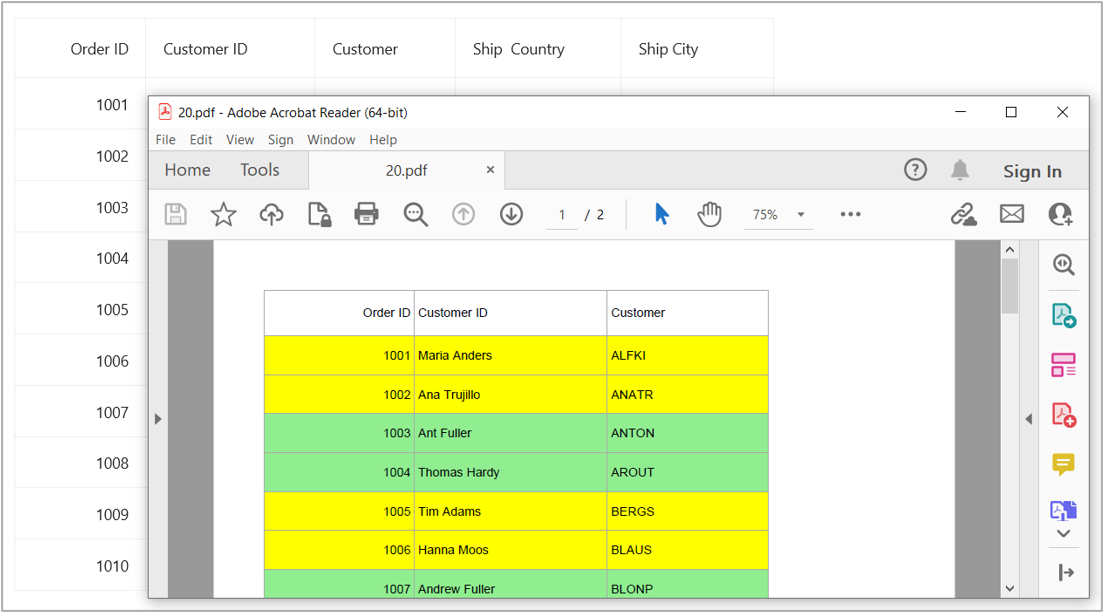 Order ID Customer ID Customer Ship  Country Ship City
1001
20.pdf - Adobe Acrobat Reader (64-bit)
File Edit View Sign Window Help
1002
Home Tools 20.pdf × ? Sign In
1003
1 / 2 75%
1004
1005
1006
1007
1008
1009
1010
Order ID Customer ID Customer
1001 Maria Anders ALFKI
1002 Ana Trujillo ANATR
1003 Ant Fuller ANTON
1004 Thomas Hardy AROUT
1005 Tim Adams BERGS
1006 Hanna Moos BLAUS
1007 Andrew Fuller BLONP